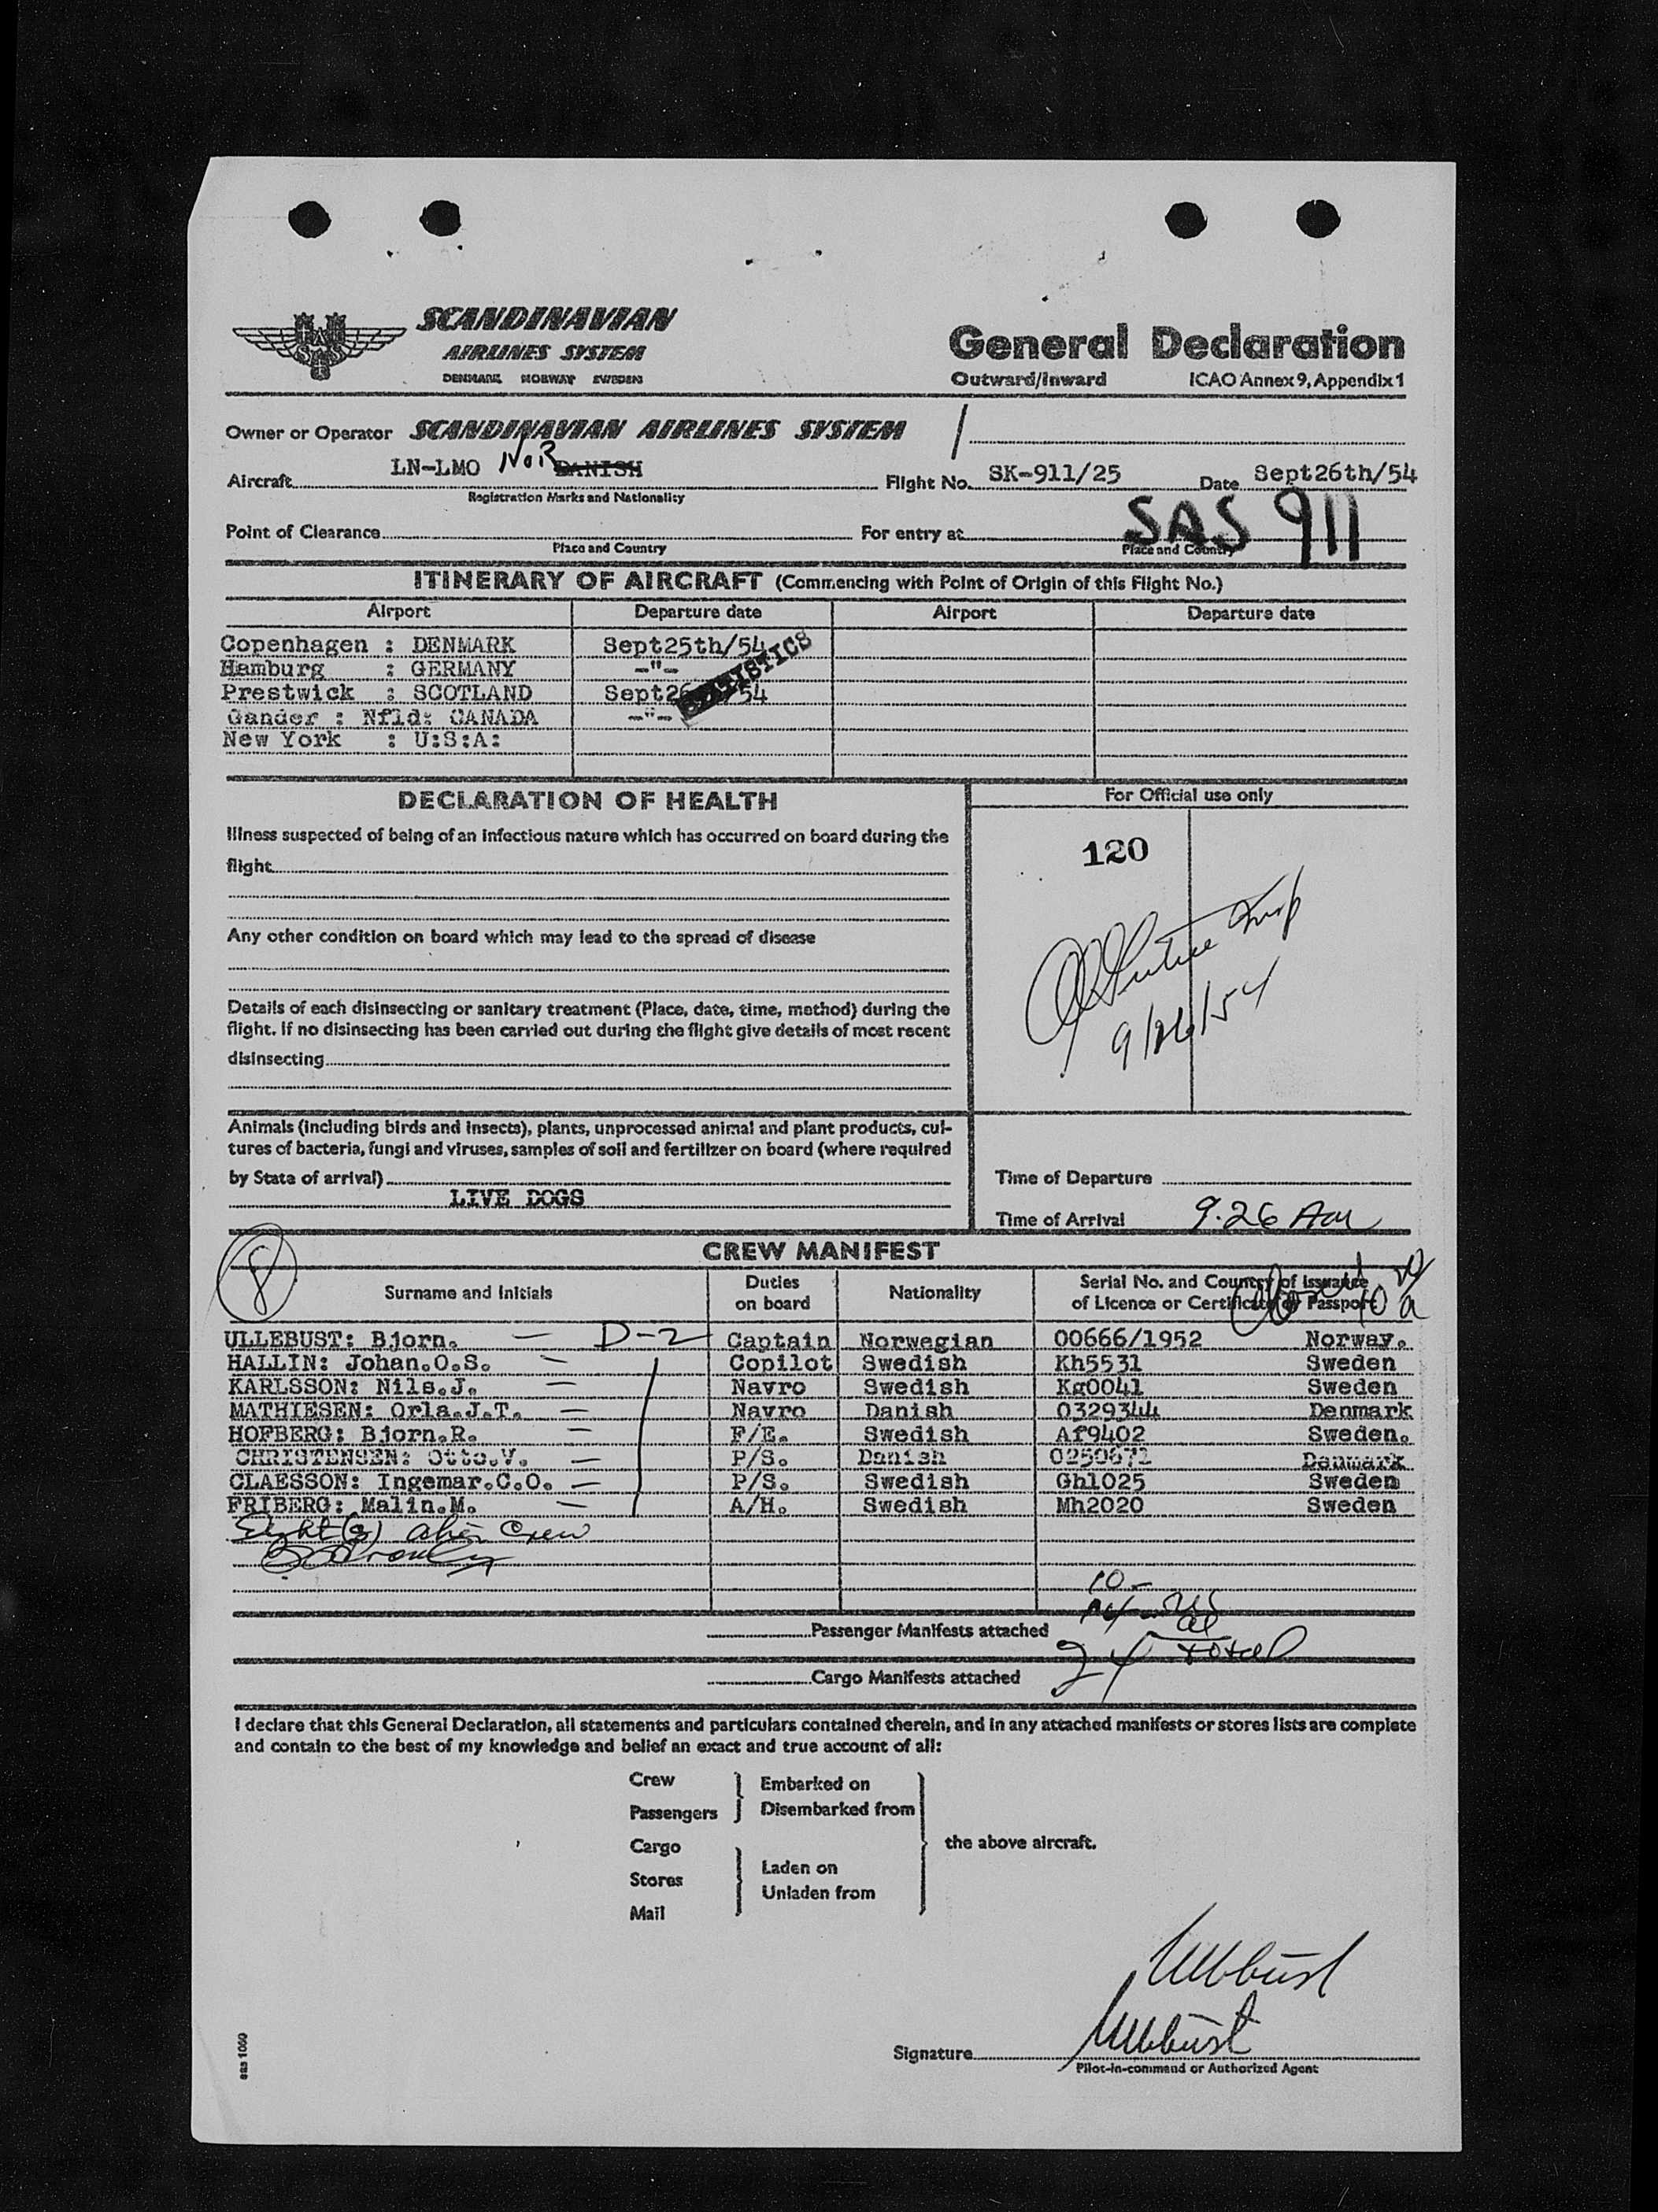 SCANDINAVIAN
AIRLINES SYSTEM
DENMARK NORWAY SWEDEN
General Declaration
Outward/Inward ICAO Annex 9, Appendix 1
Owner or Operator SCANDINAVIAN AIRLINES SYSTEM
Aircraft LN-LMO NOR DANISH
Registration Marks and Nationality
Flight No. SK-911/25 Date Sept26th/54
SAS 911
Point of Clearance
Place and Country
For entry at
Place and Country
ITINERARY OF AIRCRAFT (Commencing with Point of Origin of this Flight No.)
Airport Departure date Airport Departure date
Copenhagen : DENMARK Sept25th/54
Hamburg : GERMANY -"-
Prestwick : SCOTLAND Sept26 /54
Gander : Nfld: CANADA -"-
New York : U:S:A:
STATISTICS
DECLARATION OF HEALTH
Illness suspected of being of an infectious nature which has occurred on board during the
flight
Any other condition on board which may lead to the spread of disease
Details of each disinsecting or sanitary treatment (Place, date, time, method) during the
flight. If no disinsecting has been carried out during the flight give details of most recent
disinsecting
For Official use only
120
9/26/54
Animals (including birds and insects), plants, unprocessed animal and plant products, cul-
tures of bacteria, fungi and viruses, samples of soil and fertilizer on board (where required
by State of arrival)
LIVE DOGS
Time of Departure
Time of Arrival 9.26 AM
8
CREW MANIFEST
Surname and Initials Duties on board Nationality Serial No. and Country of Issuance of Licence or Certificate or Passport
ULLEBUST: Bjorn. — D-2 Captain Norwegian 00666/1952 Norway.
HALLIN: Johan.O.S. — Copilot Swedish Kh5531 Sweden
KARLSSON: Nils.J. — Navro Swedish Kg0041 Sweden
MATHIESEN: Orla.J.T. — Navro Danish 0329344 Denmark
HOFBERG: Bjorn.R. — F/E. Swedish Af9402 Sweden.
CHRISTENSEN: Otto.V. — P/S. Danish 0250672 Danmark
CLAESSON: Ingemar.C.O. — P/S. Swedish Gh1025 Sweden
FRIBERG: Malin.M. — A/H. Swedish Mh2020 Sweden
Eight (8) alien Crew
10 -
Passenger Manifests attached
24 total
Cargo Manifests attached
I declare that this General Declaration, all statements and particulars contained therein, and in any attached manifests or stores lists are complete
and contain to the best of my knowledge and belief an exact and true account of all:
Crew
Passengers
Embarked on
Disembarked from
Cargo
Stores
Mail
Laden on
Unladen from
the above aircraft.
Ullebust
Signature Ullebust
Pilot-in-command or Authorized Agent
sas 1060